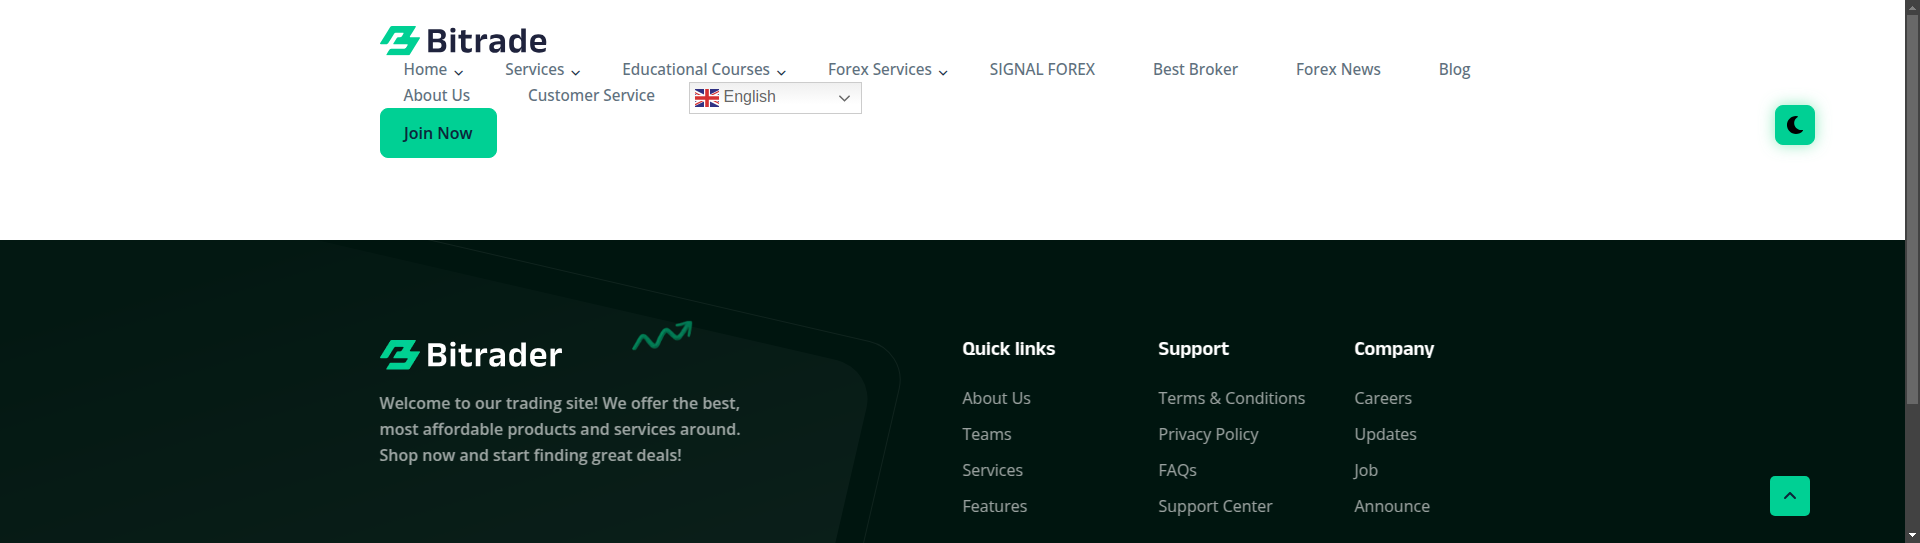 Bitrade
Home Services Educational Courses Forex Services SIGNAL FOREX Best Broker Forex News Blog
About Us Customer Service English
Join Now
Bitrader
Welcome to our trading site! We offer the best,
most affordable products and services around.
Shop now and start finding great deals!
Quick links
About Us
Teams
Services
Features
Support
Terms & Conditions
Privacy Policy
FAQs
Support Center
Company
Careers
Updates
Job
Announce